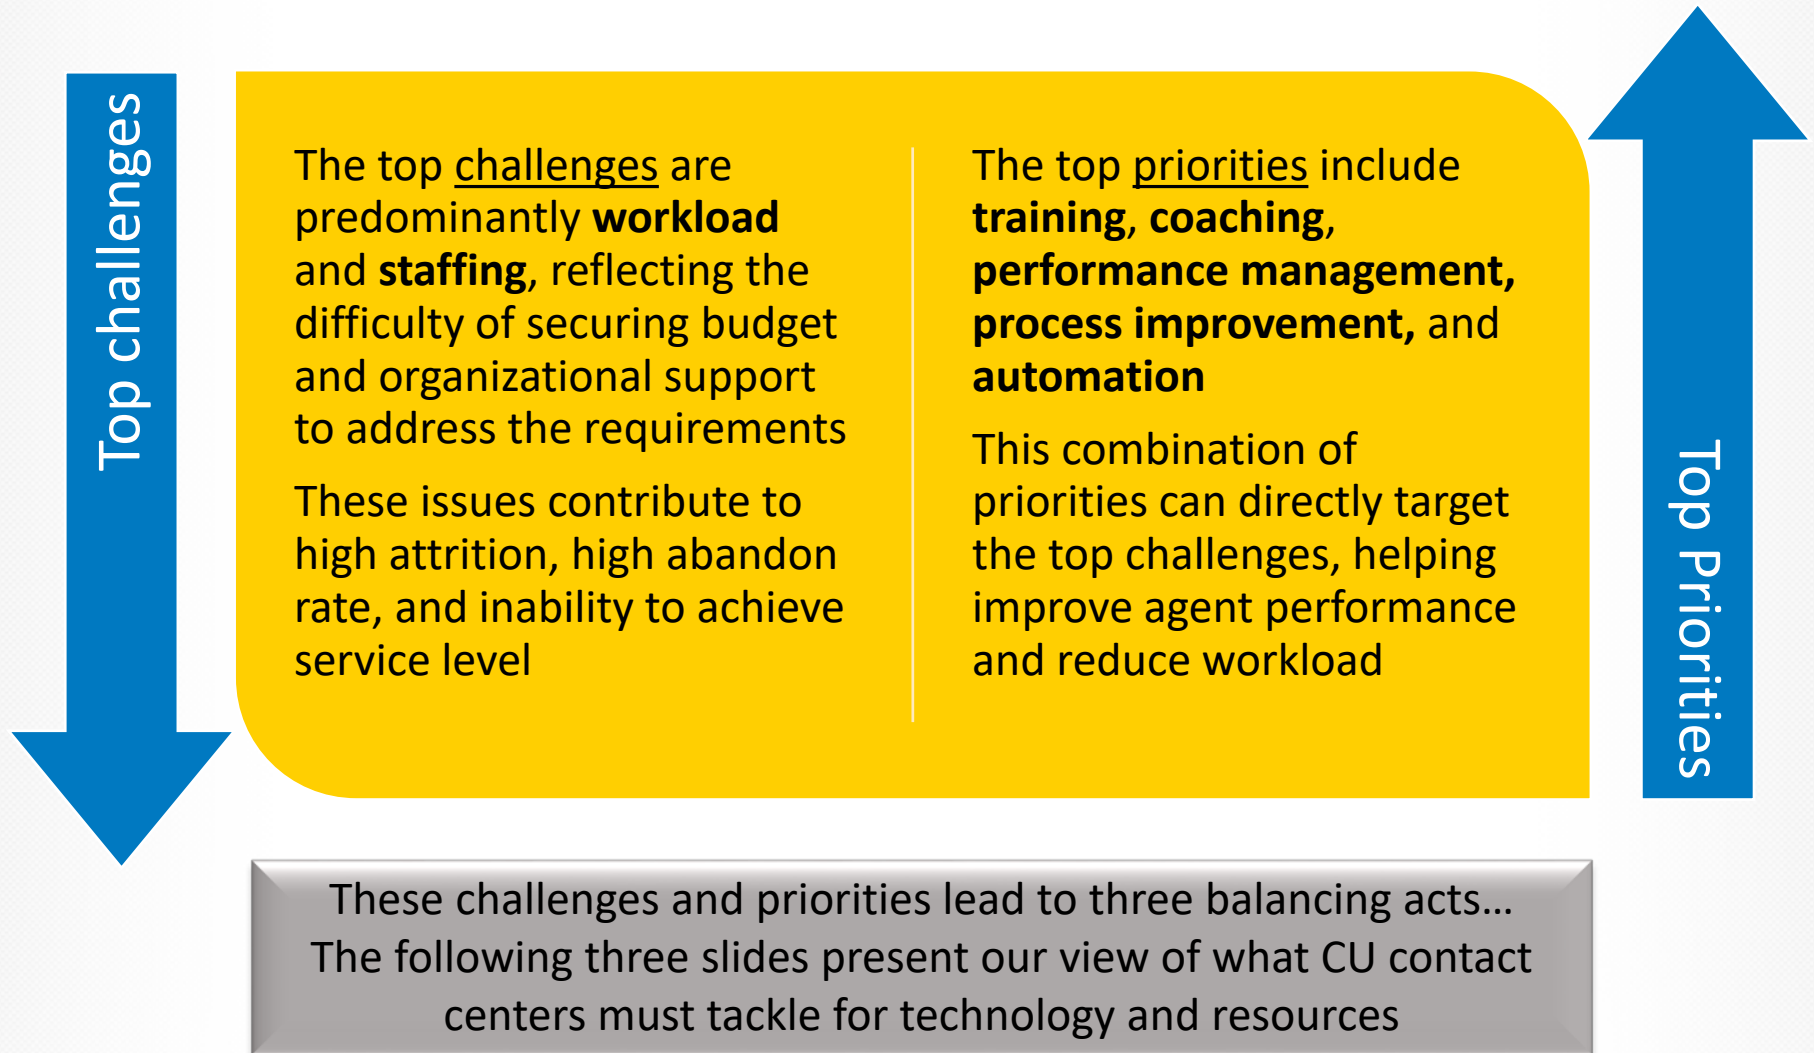 Top challenges
The top challenges are
predominantly workload
and staffing, reflecting the
difficulty of securing budget
and organizational support
to address the requirements
These issues contribute to
high attrition, high abandon
rate, and inability to achieve
service level
The top priorities include
training, coaching,
performance management,
process improvement, and
automation
This combination of
priorities can directly target
the top challenges, helping
improve agent performance
and reduce workload
Top Priorities
These challenges and priorities lead to three balancing acts…
The following three slides present our view of what CU contact
centers must tackle for technology and resources